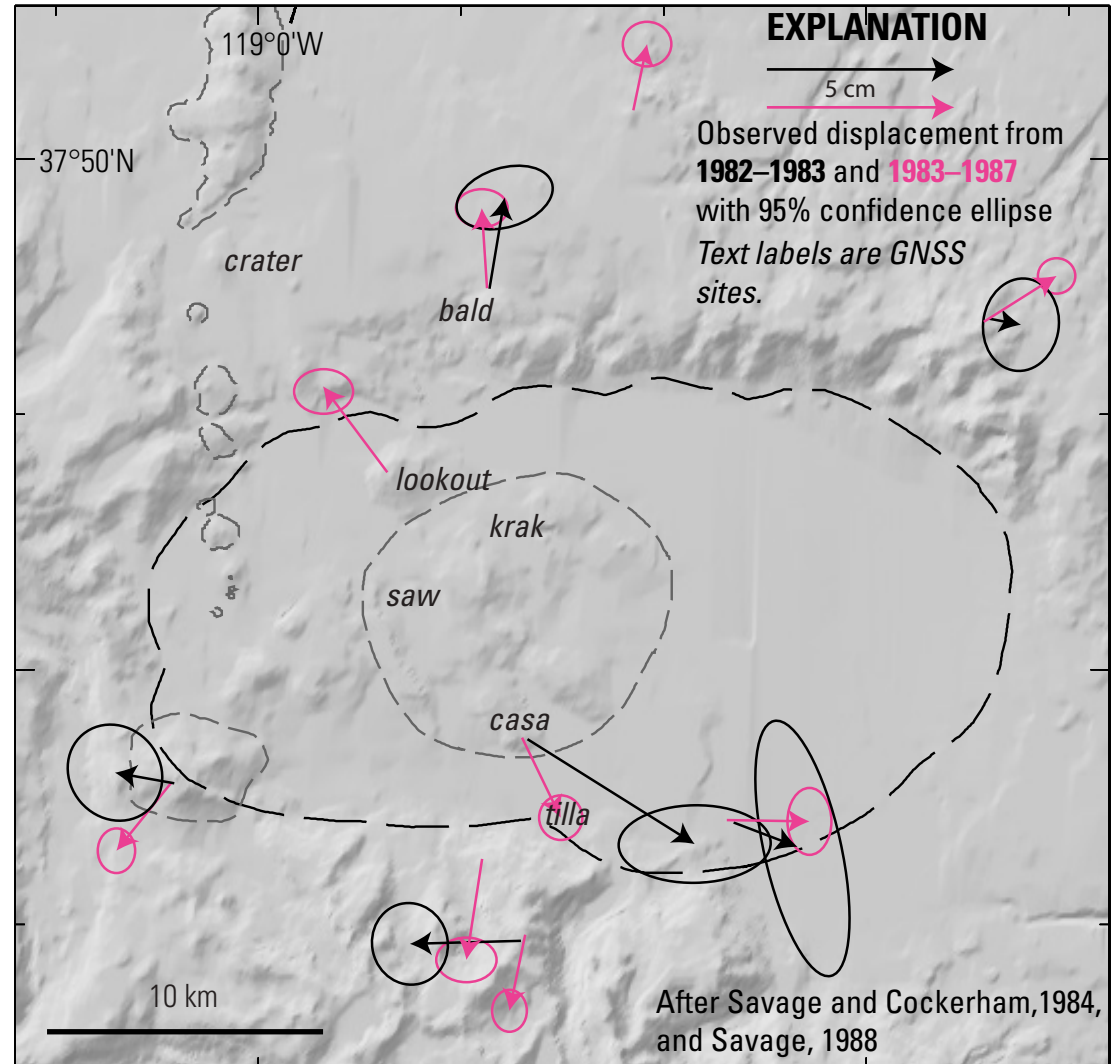 EXPLANATION
119°0'W
5 cm
Observed displacement from
37°50'N
1982–1983 and 1983–1987
with 95% confidence ellipse
Text labels are GNSS
sites.
crater
bald
lookout
krak
saw
casa
tilla
10 km
After Savage and Cockerham,1984,
and Savage, 1988